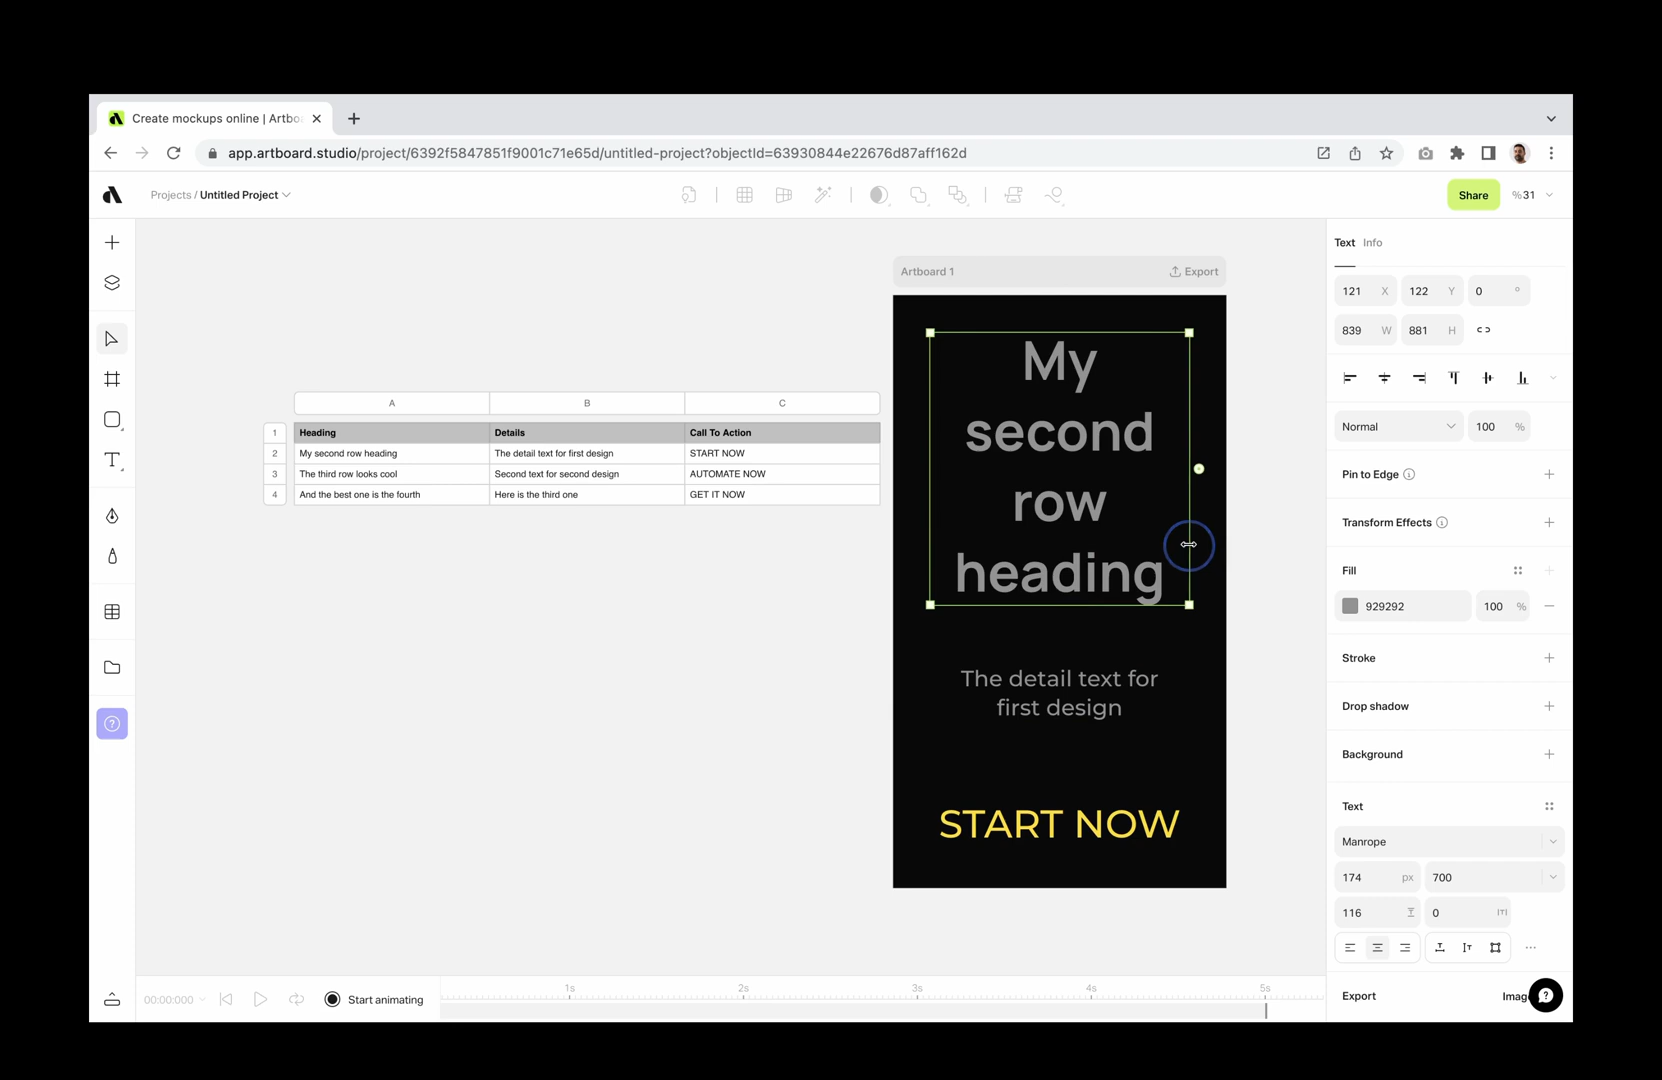 Create mockups online | Artbo
app.artboard.studio/project/6392f5847851f9001c71e65d/untitled-project?objectId=63930844e22676d87aff162d
Projects / Untitled Project
Share
%31
Text Info
121 X 122 Y 0 °
839 W 881 H
Normal 100 %
Pin to Edge
Transform Effects
Fill
929292 100 %
Stroke
Drop shadow
Background
Text
Manrope
174 px 700
116 0
Export Imag
Artboard 1 Export
My
second
row
heading
The detail text for
first design
START NOW
A B C
1 Heading Details Call To Action
2 My second row heading The detail text for first design START NOW
3 The third row looks cool Second text for second design AUTOMATE NOW
4 And the best one is the fourth Here is the third one GET IT NOW
00:00:000 Start animating 1s 2s 3s 4s 5s